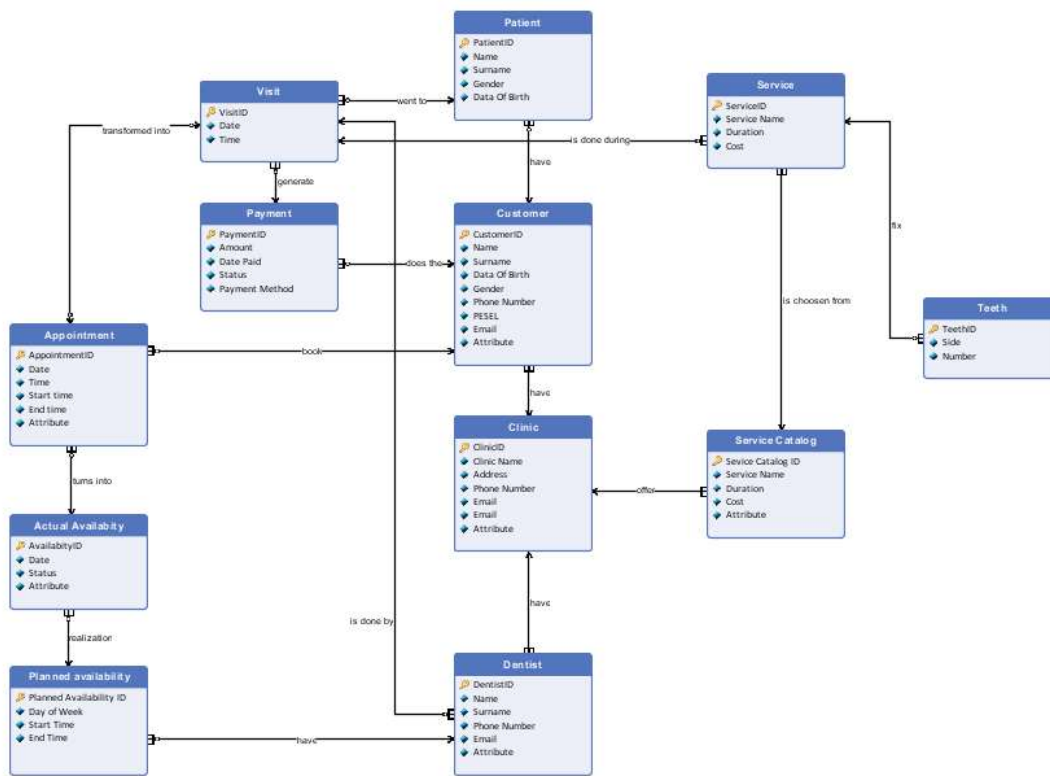 Patient
PatientID
Name
Surname
Gender
Data Of Birth
Visit
VisitID
Date
Time
Service
ServiceID
Service Name
Duration
Cost
went to
transformed into
is done during
have
generate
Payment
PaymentID
Amount
Date Paid
Status
Payment Method
Customer
CustomerID
Name
Surname
Data Of Birth
Gender
Phone Number
PESEL
Email
Attribute
does the
fix
is choosen from
Teeth
TeethID
Side
Number
Appointment
AppointmentID
Date
Time
Start time
End time
Attribute
book
have
Clinic
ClinicID
Clinic Name
Address
Phone Number
Email
Email
Attribute
Service Catalog
Sevice Catalog ID
Service Name
Duration
Cost
Attribute
offer
turns into
Actual Availabity
AvailabityID
Date
Status
Attribute
have
is done by
realization
Planned availability
Planned Availability ID
Day of Week
Start Time
End Time
Dentist
DentistID
Name
Surname
Phone Number
Email
Attribute
have